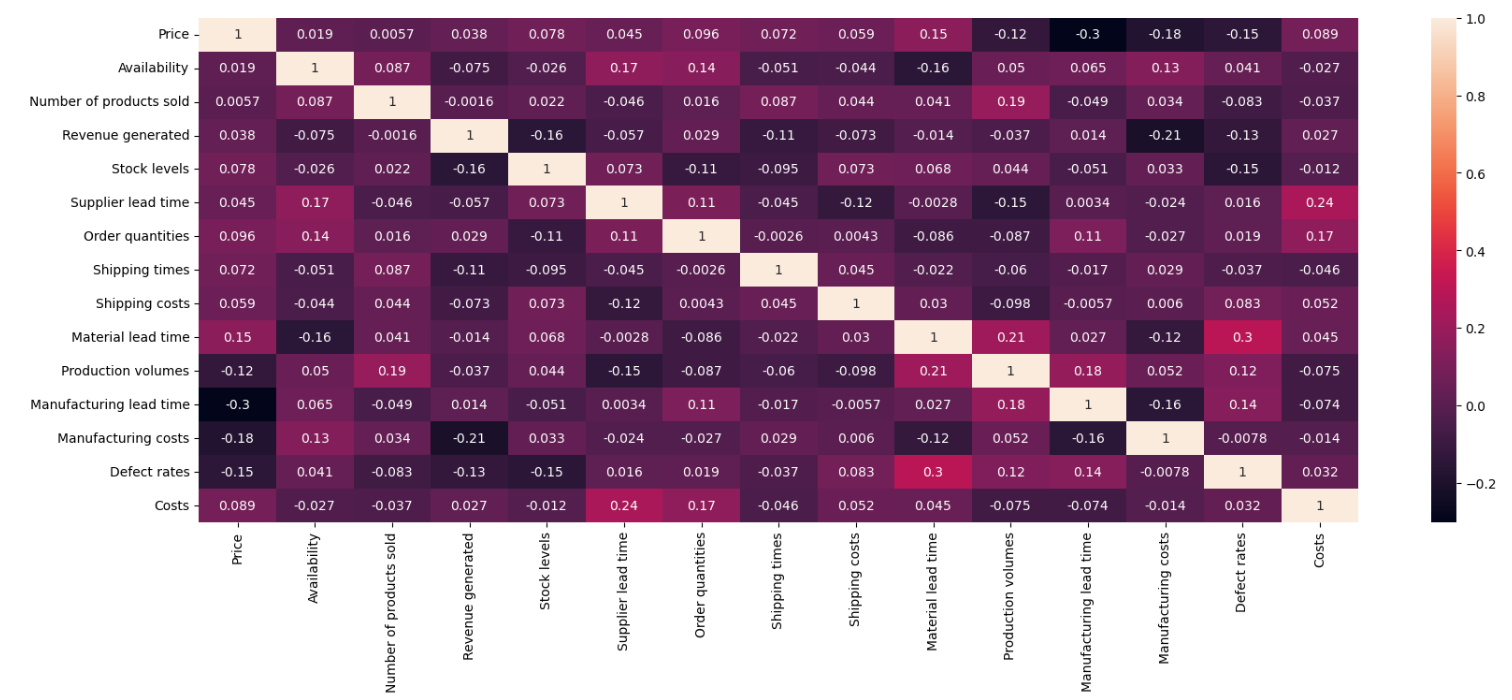 Price 1 0.019 0.0057 0.038 0.078 0.045 0.096 0.072 0.059 0.15 -0.12 -0.3 -0.18 -0.15 0.089
Availability 0.019 1 0.087 -0.075 -0.026 0.17 0.14 -0.051 -0.044 -0.16 0.05 0.065 0.13 0.041 -0.027
Number of products sold 0.0057 0.087 1 -0.0016 0.022 -0.046 0.016 0.087 0.044 0.041 0.19 -0.049 0.034 -0.083 -0.037
Revenue generated 0.038 -0.075 -0.0016 1 -0.16 -0.057 0.029 -0.11 -0.073 -0.014 -0.037 0.014 -0.21 -0.13 0.027
Stock levels 0.078 -0.026 0.022 -0.16 1 0.073 -0.11 -0.095 0.073 0.068 0.044 -0.051 0.033 -0.15 -0.012
Supplier lead time 0.045 0.17 -0.046 -0.057 0.073 1 0.11 -0.045 -0.12 -0.0028 -0.15 0.0034 -0.024 0.016 0.24
Order quantities 0.096 0.14 0.016 0.029 -0.11 0.11 1 -0.0026 0.0043 -0.086 -0.087 0.11 -0.027 0.019 0.17
Shipping times 0.072 -0.051 0.087 -0.11 -0.095 -0.045 -0.0026 1 0.045 -0.022 -0.06 -0.017 0.029 -0.037 -0.046
Shipping costs 0.059 -0.044 0.044 -0.073 0.073 -0.12 0.0043 0.045 1 0.03 -0.098 -0.0057 0.006 0.083 0.052
Material lead time 0.15 -0.16 0.041 -0.014 0.068 -0.0028 -0.086 -0.022 0.03 1 0.21 0.027 -0.12 0.3 0.045
Production volumes -0.12 0.05 0.19 -0.037 0.044 -0.15 -0.087 -0.06 -0.098 0.21 1 0.18 0.052 0.12 -0.075
Manufacturing lead time -0.3 0.065 -0.049 0.014 -0.051 0.0034 0.11 -0.017 -0.0057 0.027 0.18 1 -0.16 0.14 -0.074
Manufacturing costs -0.18 0.13 0.034 -0.21 0.033 -0.024 -0.027 0.029 0.006 -0.12 0.052 -0.16 1 -0.0078 -0.014
Defect rates -0.15 0.041 -0.083 -0.13 -0.15 0.016 0.019 -0.037 0.083 0.3 0.12 0.14 -0.0078 1 0.032
Costs 0.089 -0.027 -0.037 0.027 -0.012 0.24 0.17 -0.046 0.052 0.045 -0.075 -0.074 -0.014 0.032 1
Price
Availability
Number of products sold
Revenue generated
Stock levels
Supplier lead time
Order quantities
Shipping times
Shipping costs
Material lead time
Production volumes
Manufacturing lead time
Manufacturing costs
Defect rates
Costs
1.0
0.8
0.6
0.4
0.2
0.0
−0.2